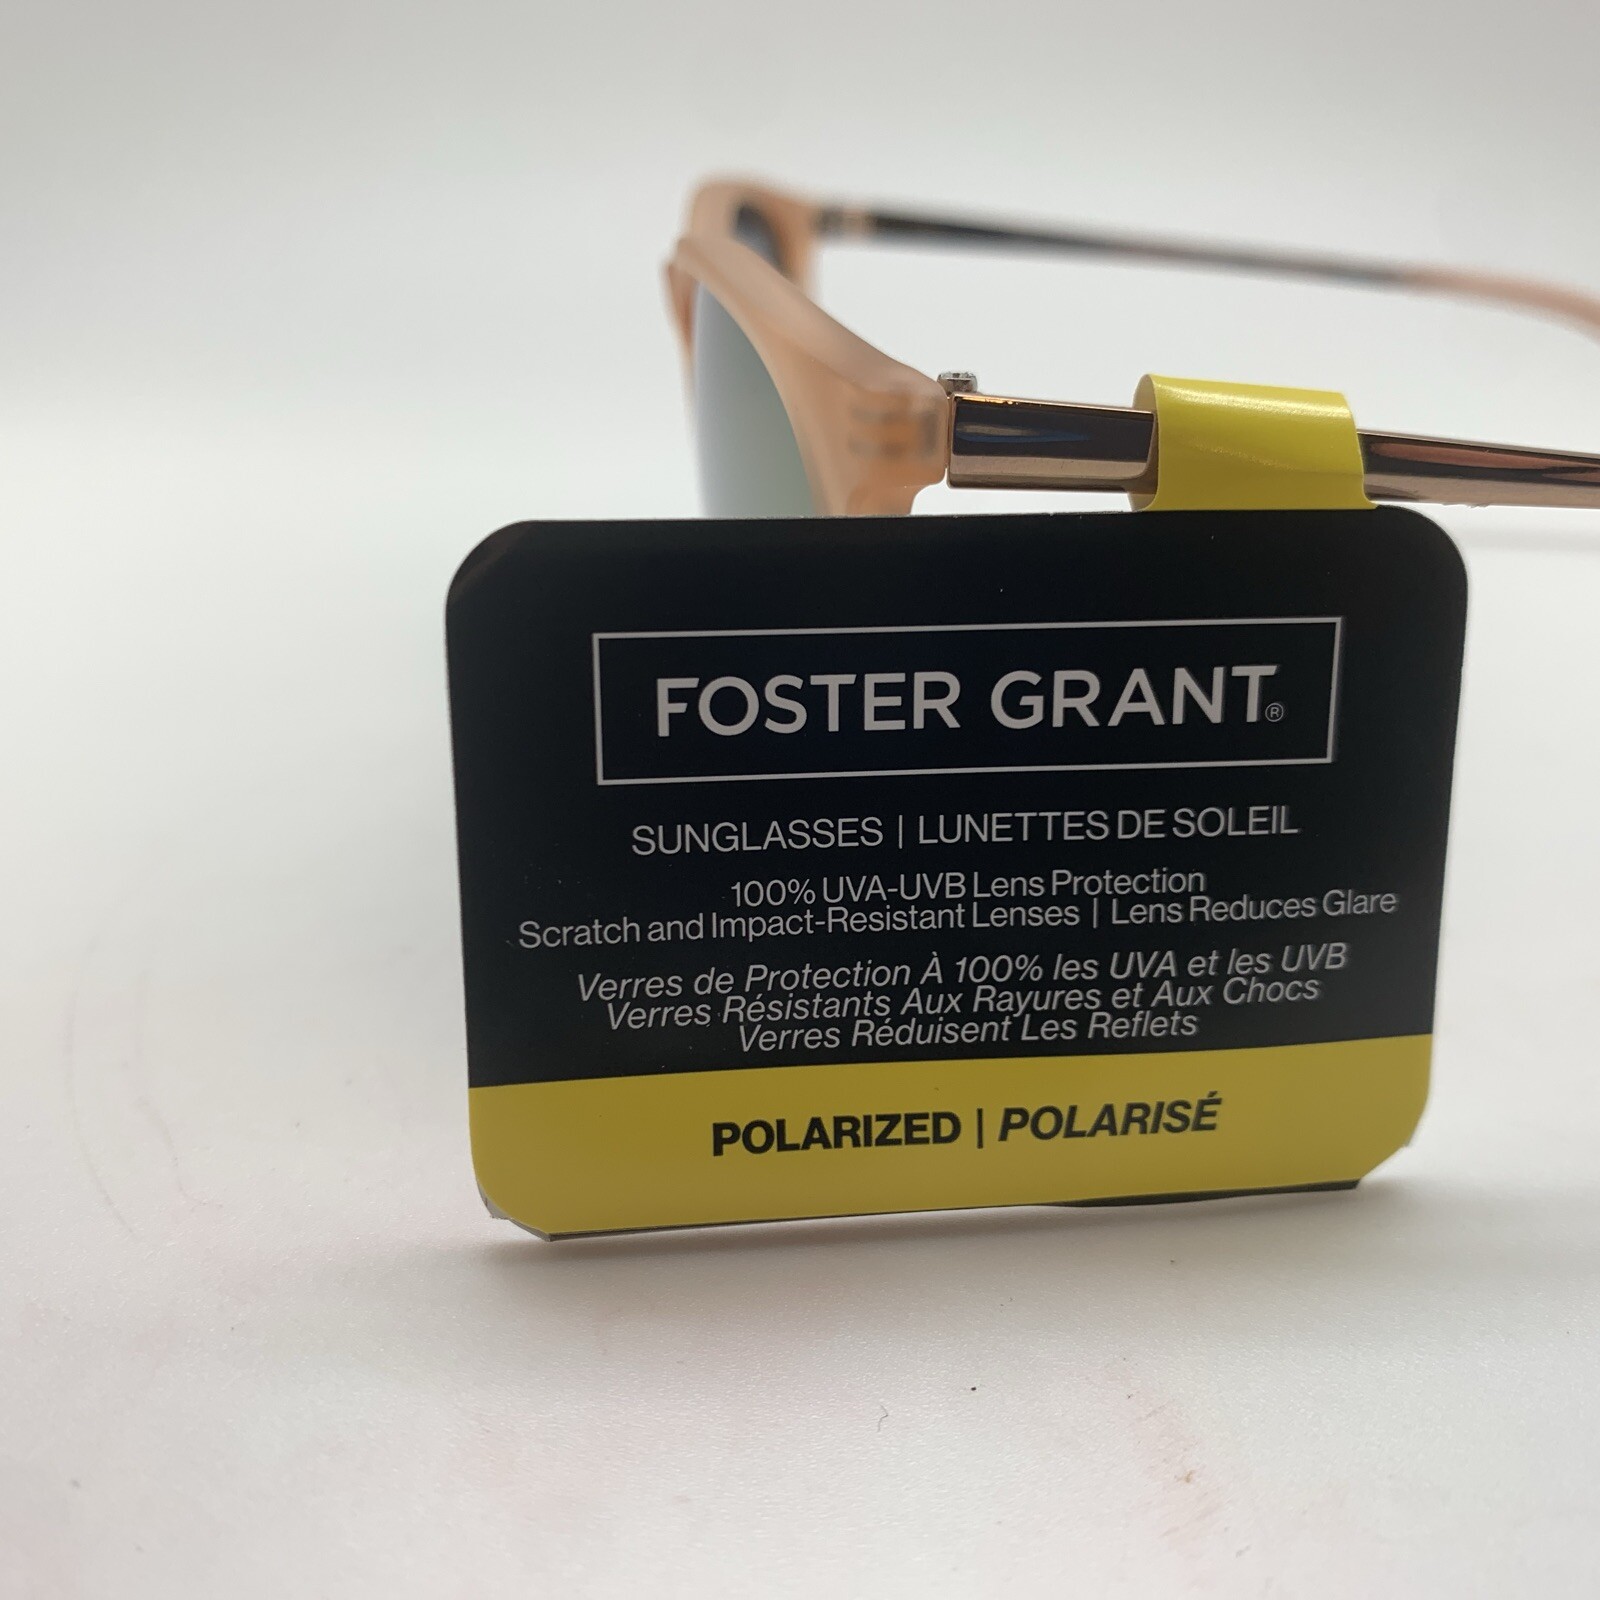 FOSTER GRANT®
SUNGLASSES | LUNETTES DE SOLEIL
100% UVA-UVB Lens Protection
Scratch and Impact-Resistant Lenses | Lens Reduces Glare
Verres de Protection À 100% les UVA et les UVB
Verres Résistants Aux Rayures et Aux Chocs
Verres Réduisent Les Reflets
POLARIZED | POLARISÉ